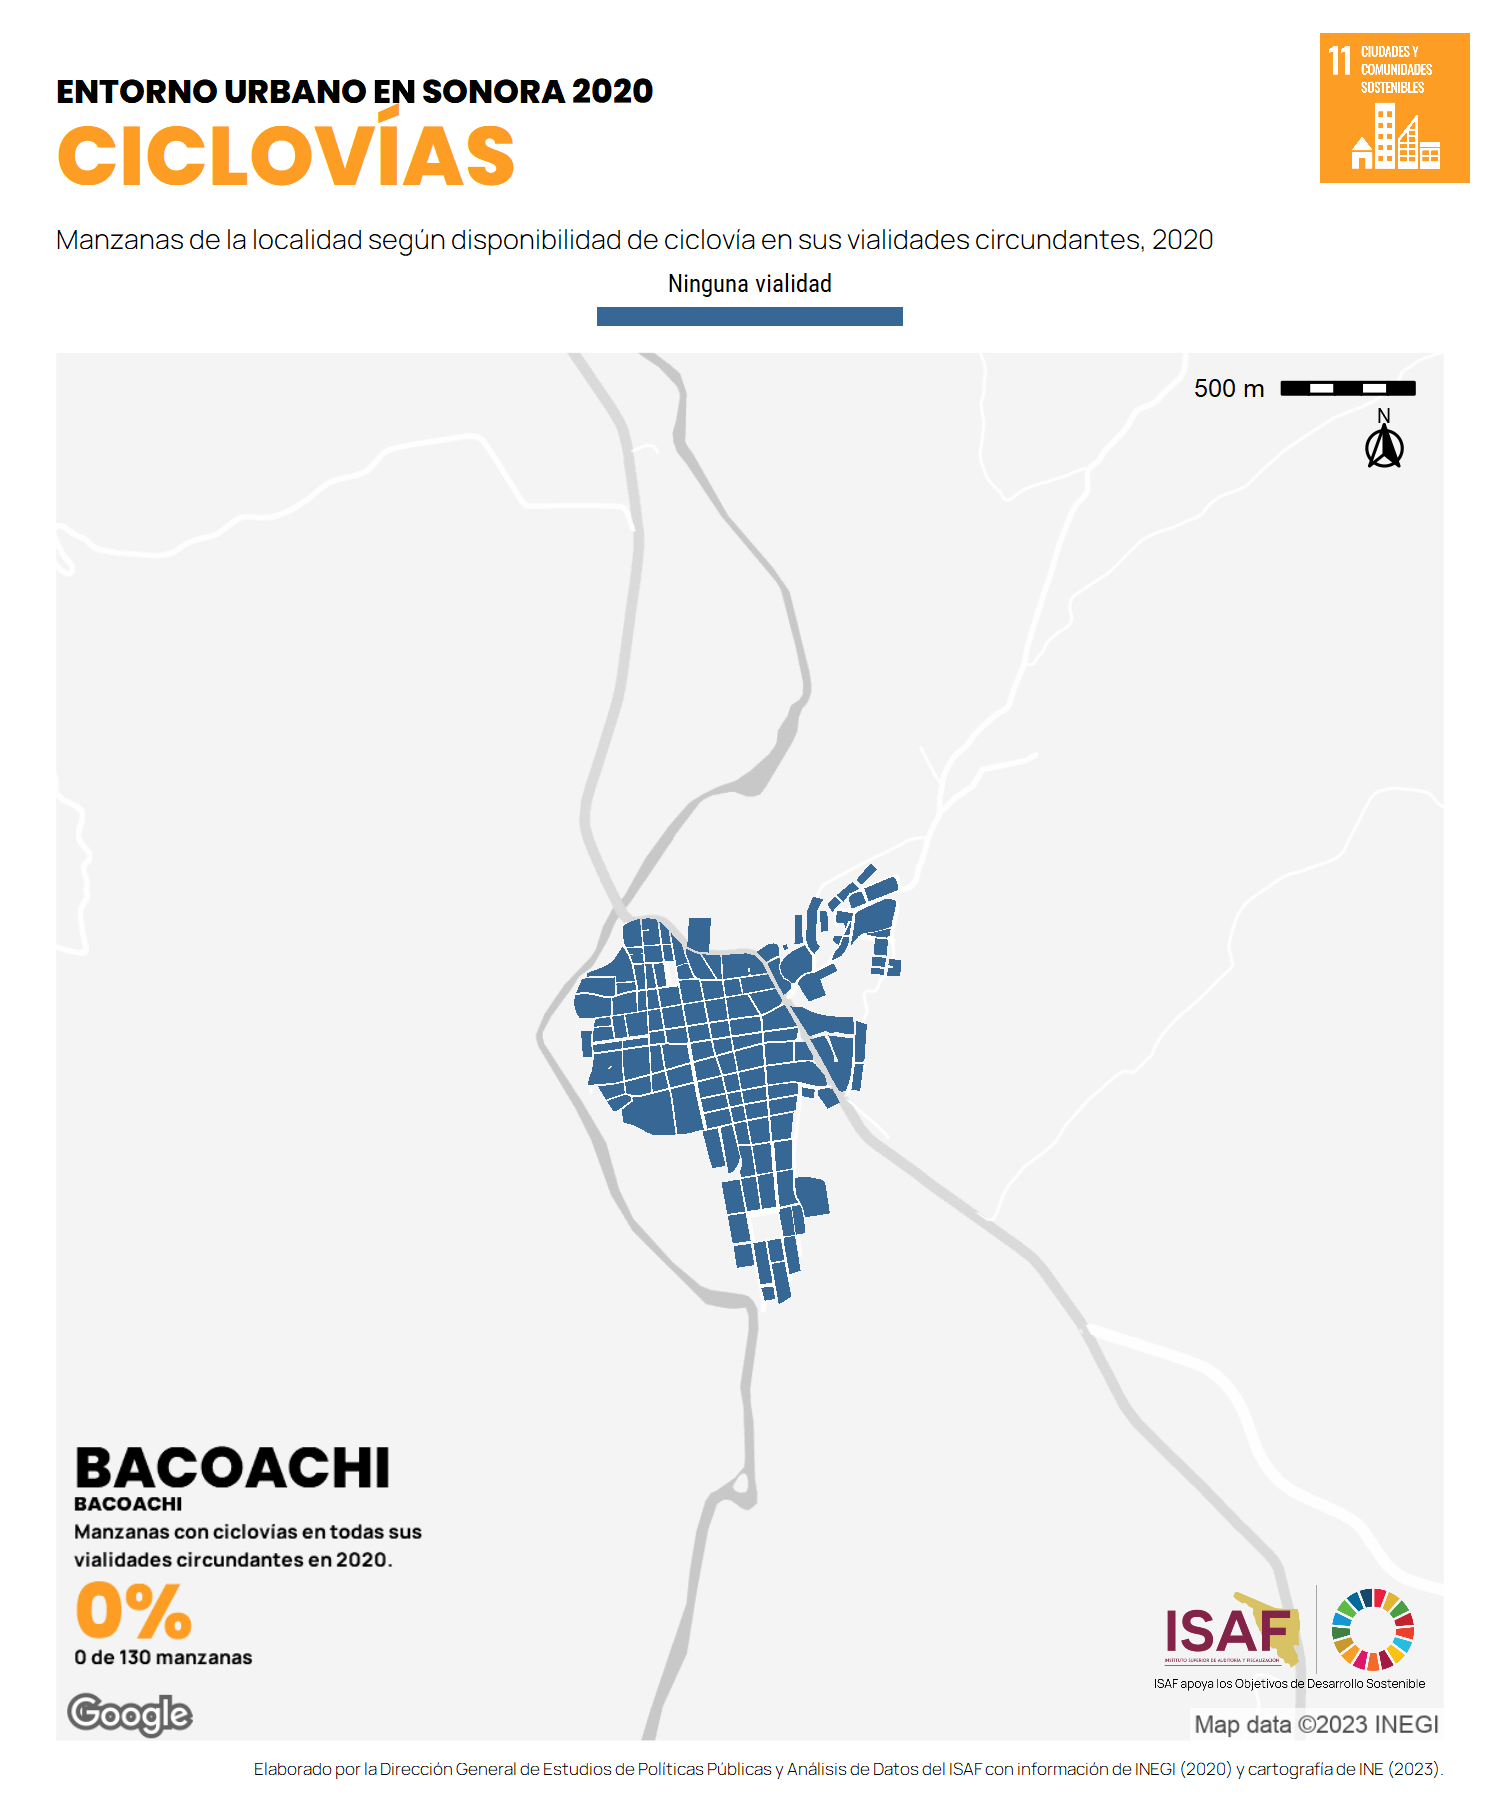 ENTORNO URBANO EN SONORA 2020
CICLOVÍAS
11 CIUDADES Y
COMUNIDADES
SOSTENIBLES
Manzanas de la localidad según disponibilidad de ciclovía en sus vialidades circundantes, 2020
Ninguna vialidad
500 m
N
BACOACHI
BACOACHI
Manzanas con ciclovias en todas sus
vialidades circundantes en 2020.
0%
0 de 130 manzanas
Google
ISAF
INSTITUTO SUPERIOR DE AUDITORÍA Y FISCALIZACIÓN
ISAF apoya los Objetivos de Desarrollo Sostenible
Map data ©2023 INEGI
Elaborado por la Dirección General de Estudios de Políticas Públicas y Análisis de Datos del ISAF con información de INEGI (2020) y cartografía de INE (2023).